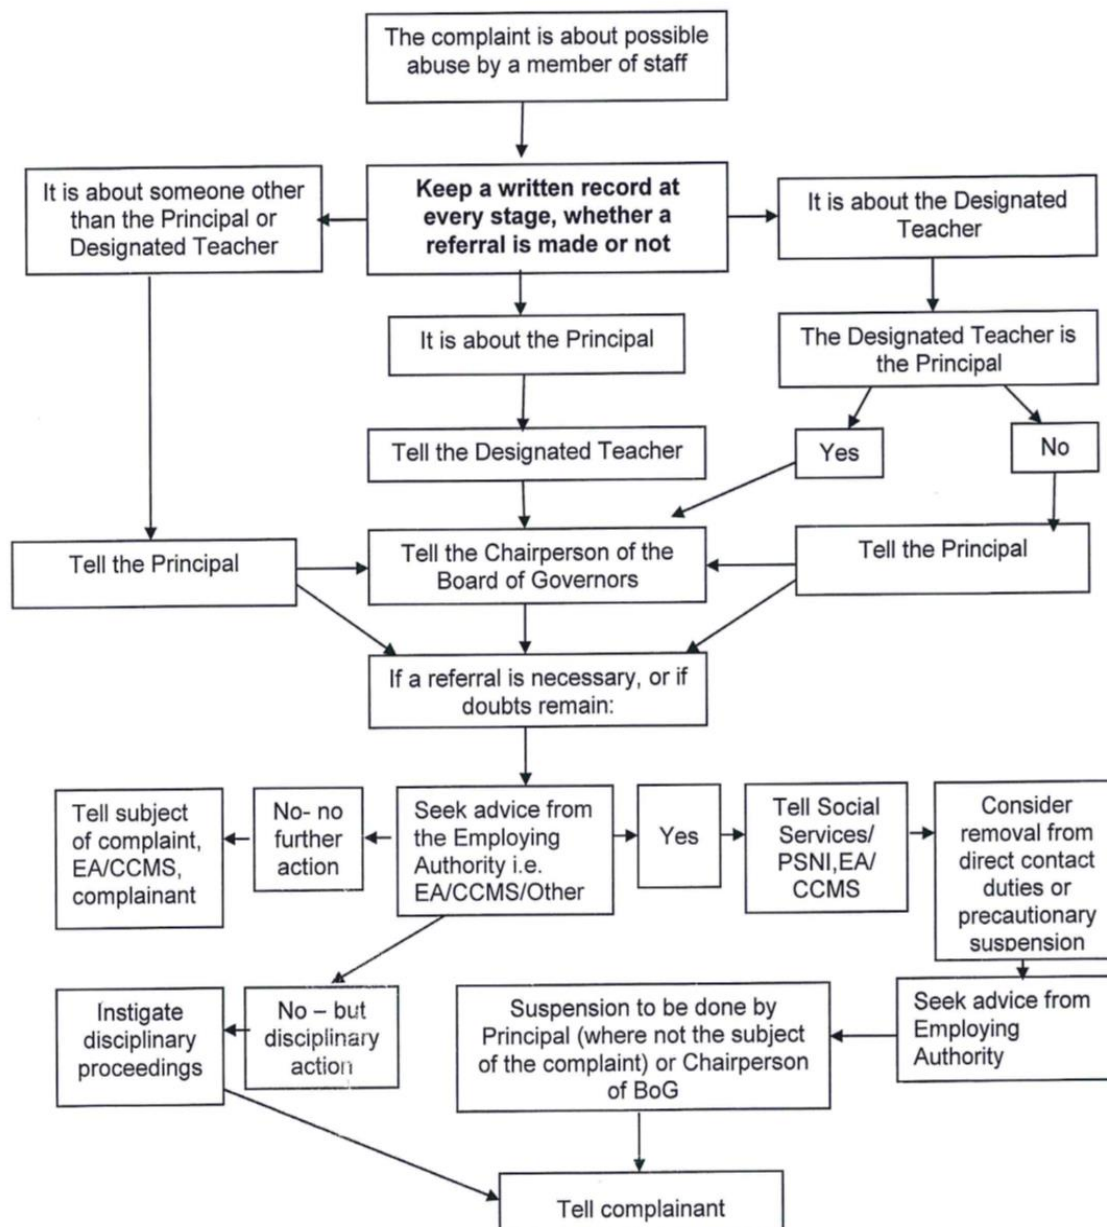 The complaint is about possible
abuse by a member of staff
It is about someone other
than the Principal or
Designated Teacher
Keep a written record at
every stage, whether a
referral is made or not
It is about the Designated
Teacher
It is about the Principal
The Designated Teacher is
the Principal
Tell the Designated Teacher
Yes
No
Tell the Principal
Tell the Chairperson of the
Board of Governors
Tell the Principal
If a referral is necessary, or if
doubts remain:
Tell subject
of complaint,
EA/CCMS,
complainant
No- no
further
action
Seek advice from
the Employing
Authority i.e.
EA/CCMS/Other
Yes
Tell Social
Services/
PSNI,EA/
CCMS
Consider
removal from
direct contact
duties or
precautionary
suspension
Instigate
disciplinary
proceedings
No – but
disciplinary
action
Suspension to be done by
Principal (where not the subject
of the complaint) or Chairperson
of BoG
Seek advice from
Employing
Authority
Tell complainant